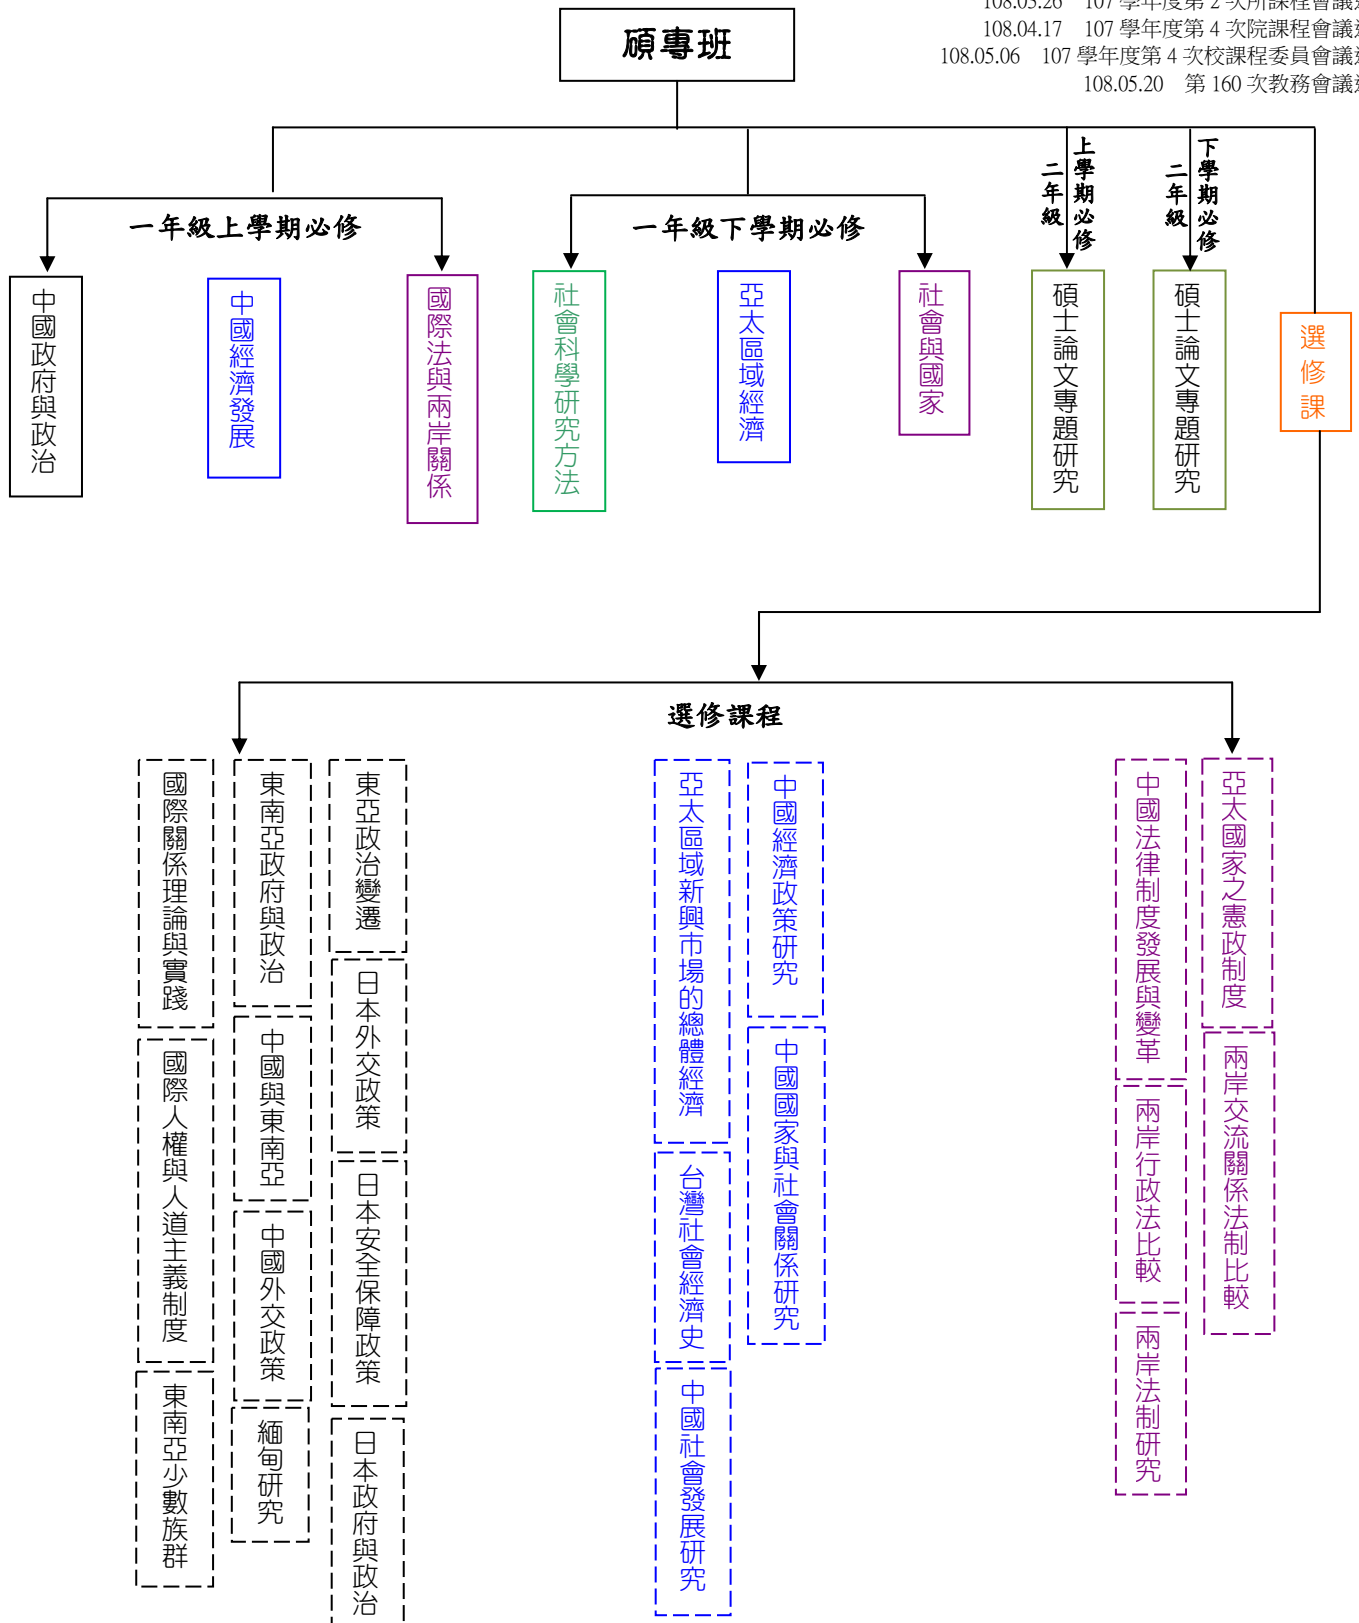 108.03.26 107 學年度第 2 次所課程會議
108.04.17 107 學年度第 4 次院課程會議
108.05.06 107 學年度第 4 次校課程委員會議
108.05.20 第 160 次教務會議
碩專班
一年級上學期必修
一年級下學期必修
二年級
上學期必修
二年級
下學期必修
中國政府與政治
中國經濟發展
國際法與兩岸關係
社會科學研究方法
亞太區域經濟
社會與國家
碩士論文專題研究
碩士論文專題研究
選修課
選修課程
國際關係理論與實踐
東南亞政府與政治
東亞政治變遷
亞太區域新興市場的總體經濟
中國經濟政策研究
中國法律制度發展與變革
亞太國家之憲政制度
國際人權與人道主義制度
中國與東南亞
日本外交政策
台灣社會經濟史
中國國家與社會關係研究
兩岸行政法比較
兩岸交流關係法制比較
東南亞少數族群
中國外交政策
日本安全保障政策
中國社會發展研究
兩岸法制研究
緬甸研究
日本政府與政治